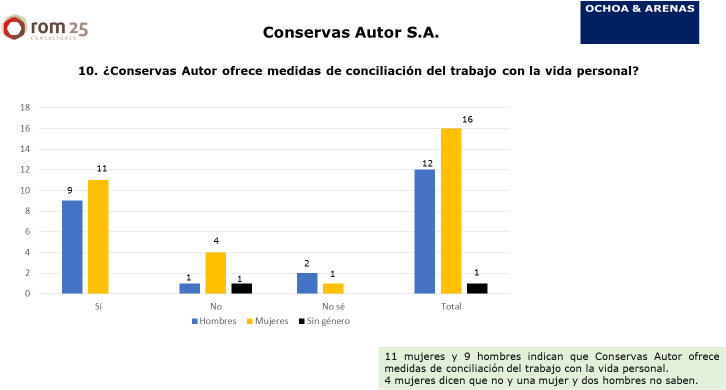 rom 25
CONSULTORES
OCHOA & ARENAS
Conservas Autor S.A.
10. ¿Conservas Autor ofrece medidas de conciliación del trabajo con la vida personal?
18
16
14
12
10
8
6
4
2
0
9
11
1
4
1
2
1
12
16
1
Sí
No
No sé
Total
Hombres
Mujeres
Sin género
11 mujeres y 9 hombres indican que Conservas Autor ofrece
medidas de conciliación del trabajo con la vida personal.
4 mujeres dicen que no y una mujer y dos hombres no saben.